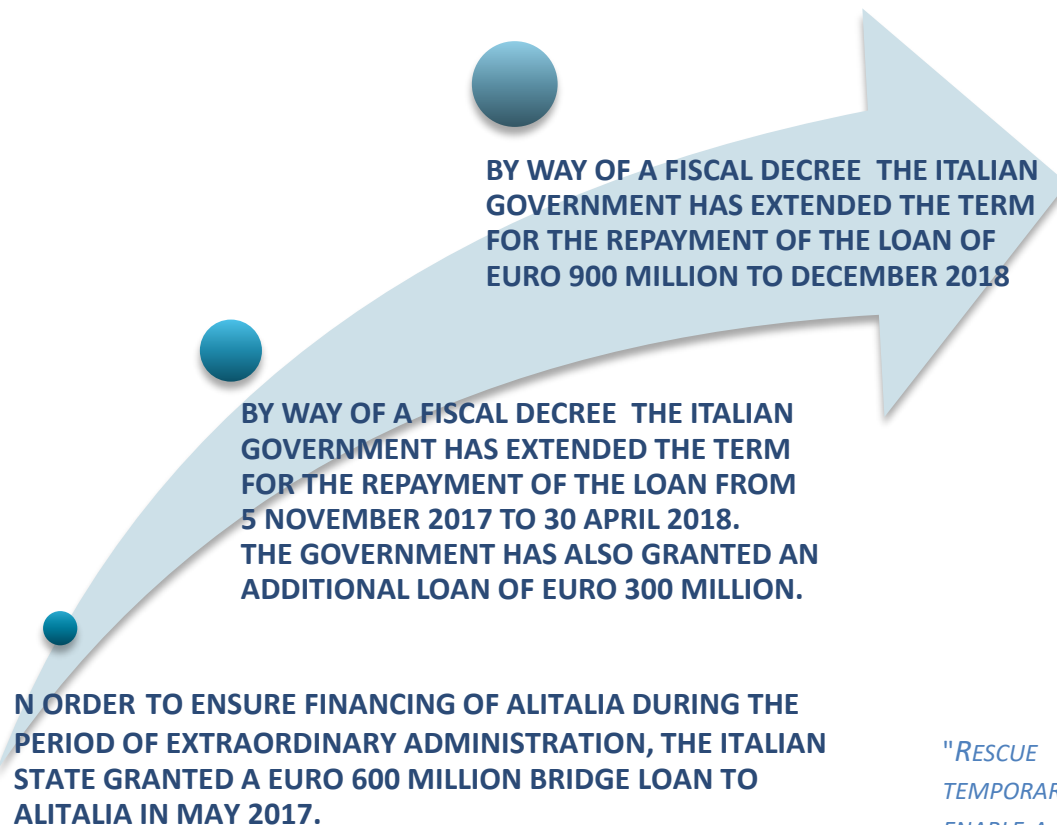 BY WAY OF A FISCAL DECREE THE ITALIAN
GOVERNMENT HAS EXTENDED THE TERM
FOR THE REPAYMENT OF THE LOAN OF
EURO 900 MILLION TO DECEMBER 2018
BY WAY OF A FISCAL DECREE THE ITALIAN
GOVERNMENT HAS EXTENDED THE TERM
FOR THE REPAYMENT OF THE LOAN FROM
5 NOVEMBER 2017 TO 30 APRIL 2018.
THE GOVERNMENT HAS ALSO GRANTED AN
ADDITIONAL LOAN OF EURO 300 MILLION.
N ORDER TO ENSURE FINANCING OF ALITALIA DURING THE
PERIOD OF EXTRAORDINARY ADMINISTRATION, THE ITALIAN
STATE GRANTED A EURO 600 MILLION BRIDGE LOAN TO
ALITALIA IN MAY 2017.
"RESCUE